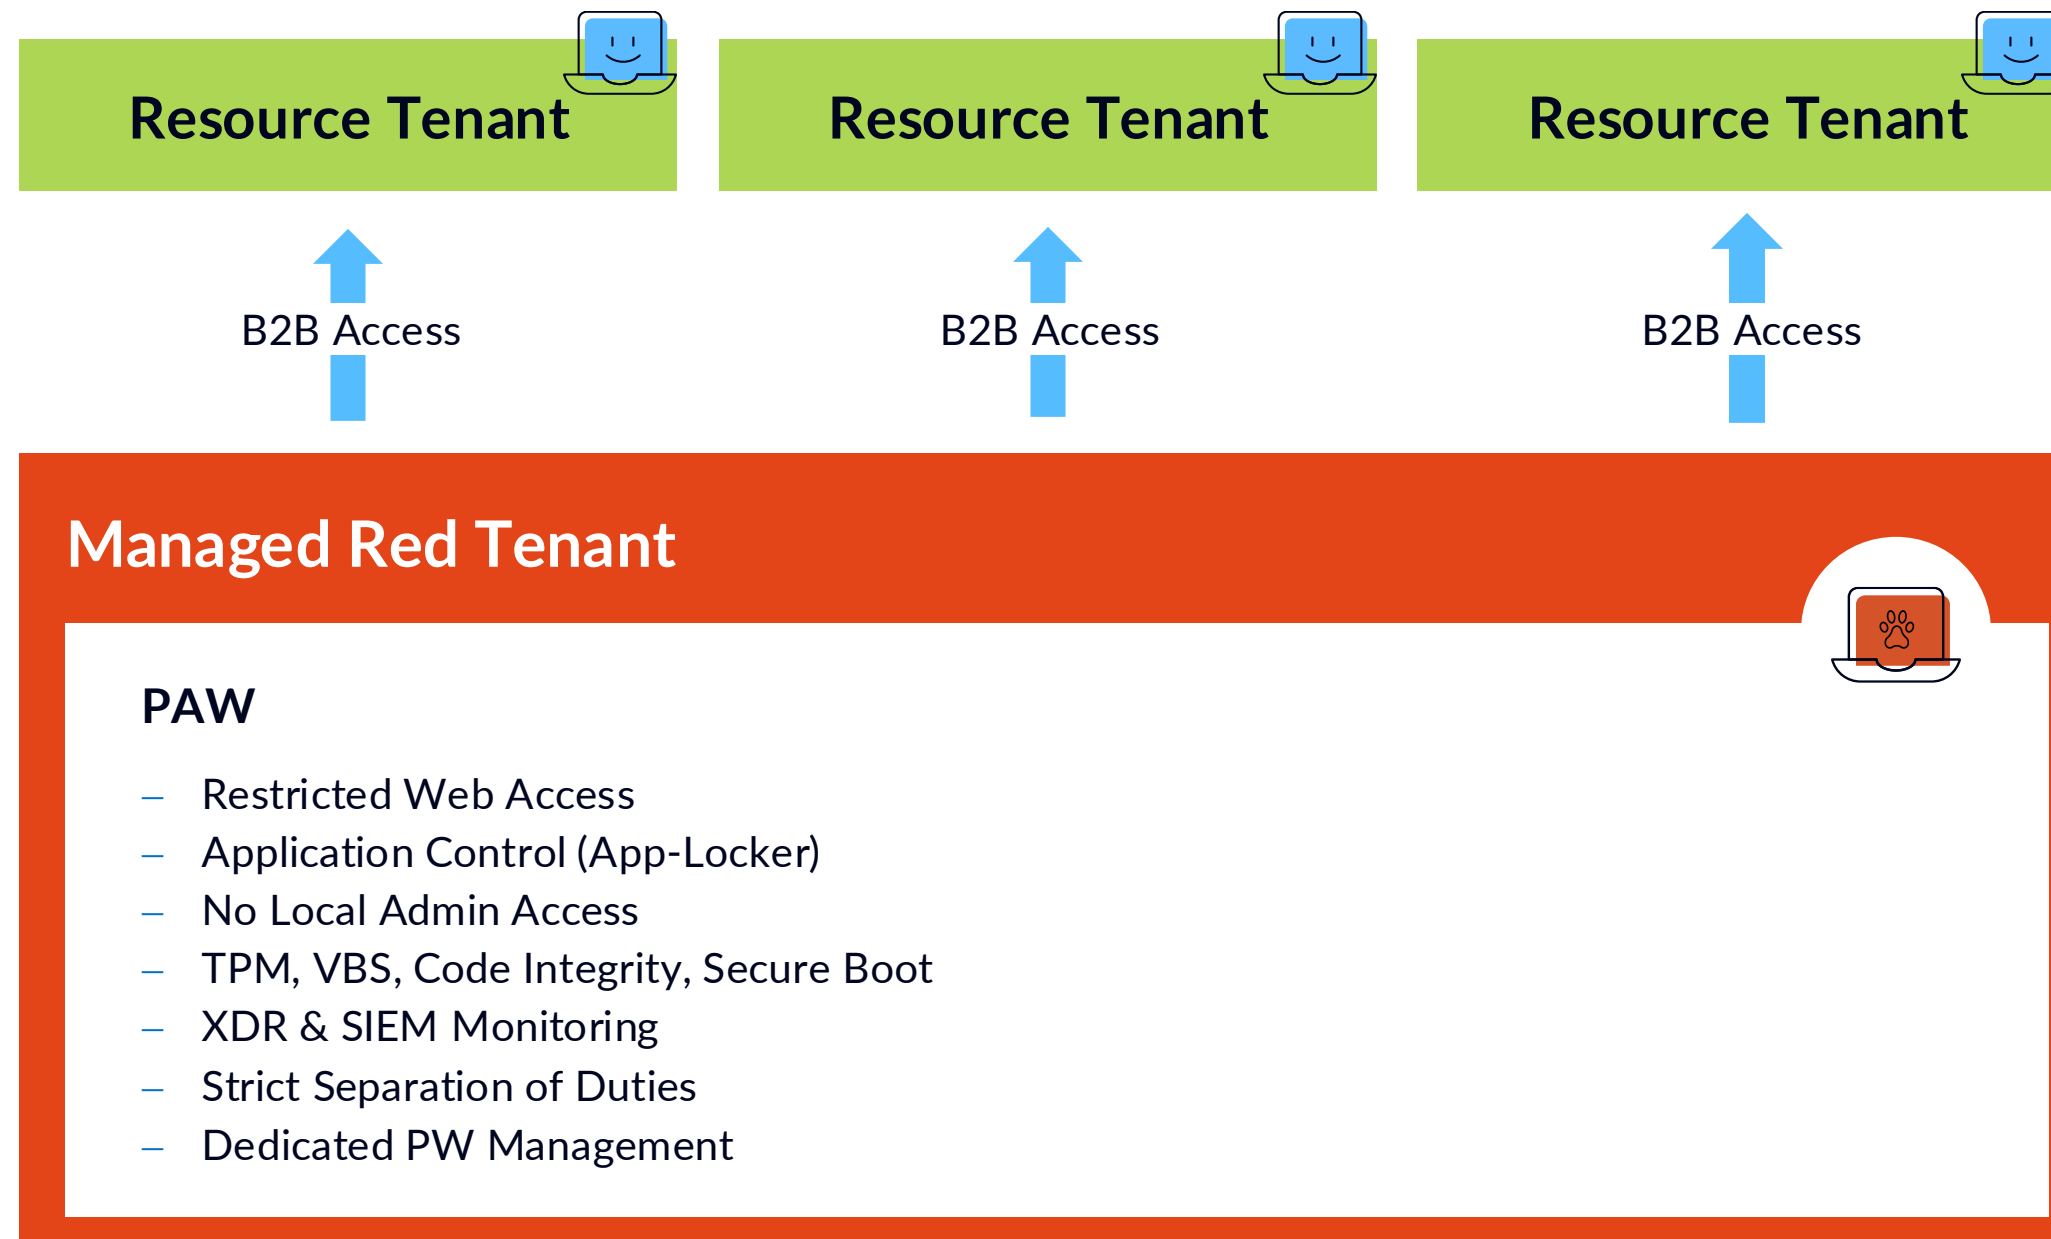 Resource Tenant
Resource Tenant
Resource Tenant
B2B Access
B2B Access
B2B Access
Managed Red Tenant
PAW
– Restricted Web Access
– Application Control (App-Locker)
– No Local Admin Access
– TPM, VBS, Code Integrity, Secure Boot
– XDR & SIEM Monitoring
– Strict Separation of Duties
– Dedicated PW Management